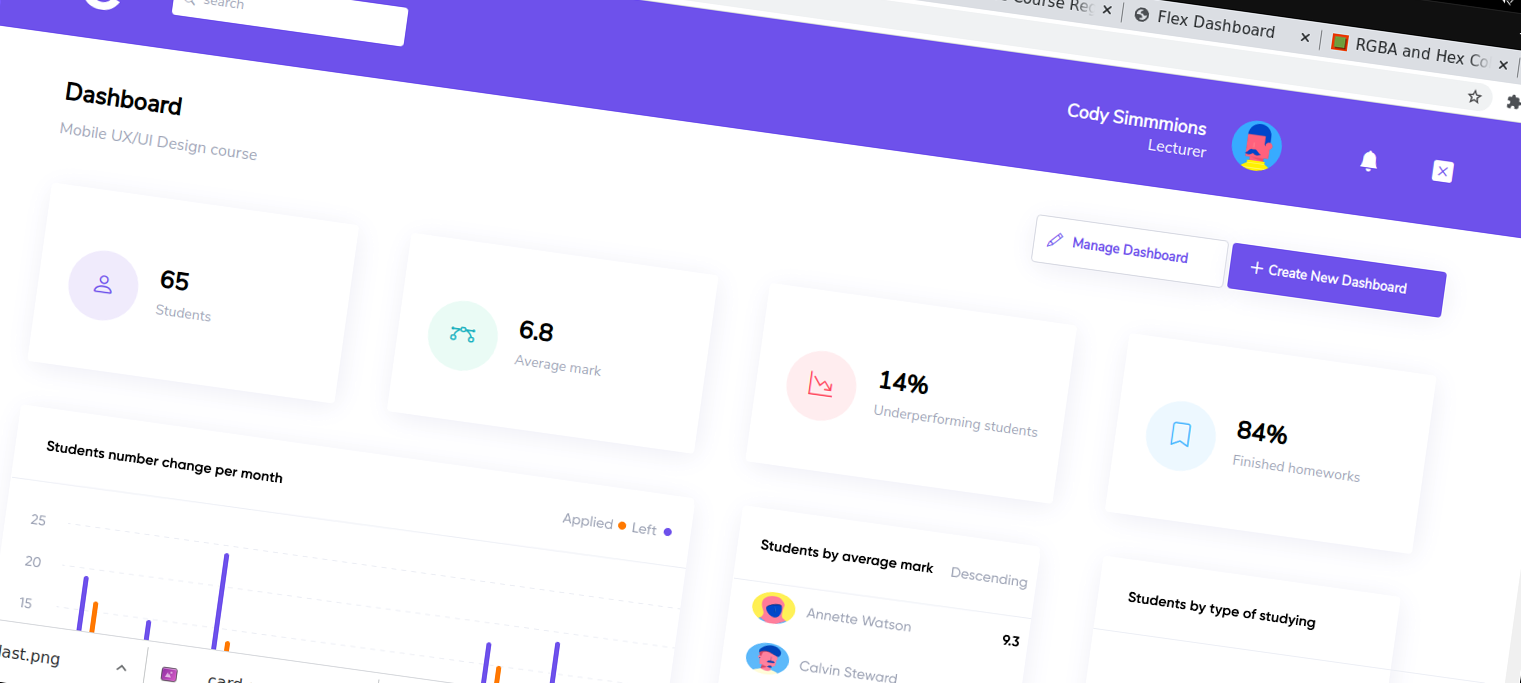 Course Reg
Flex Dashboard
RGBA and Hex Co
search
Cody Simmmions
Lecturer
Dashboard
Mobile UX/UI Design course
Manage Dashboard
+ Create New Dashboard
65
Students
6.8
Average mark
14%
Underperforming students
84%
Finished homeworks
Students number change per month
Applied Left
25
20
15
Students by average mark
Descending
Annette Watson
9.3
Calvin Steward
Students by type of studying
last.png
card